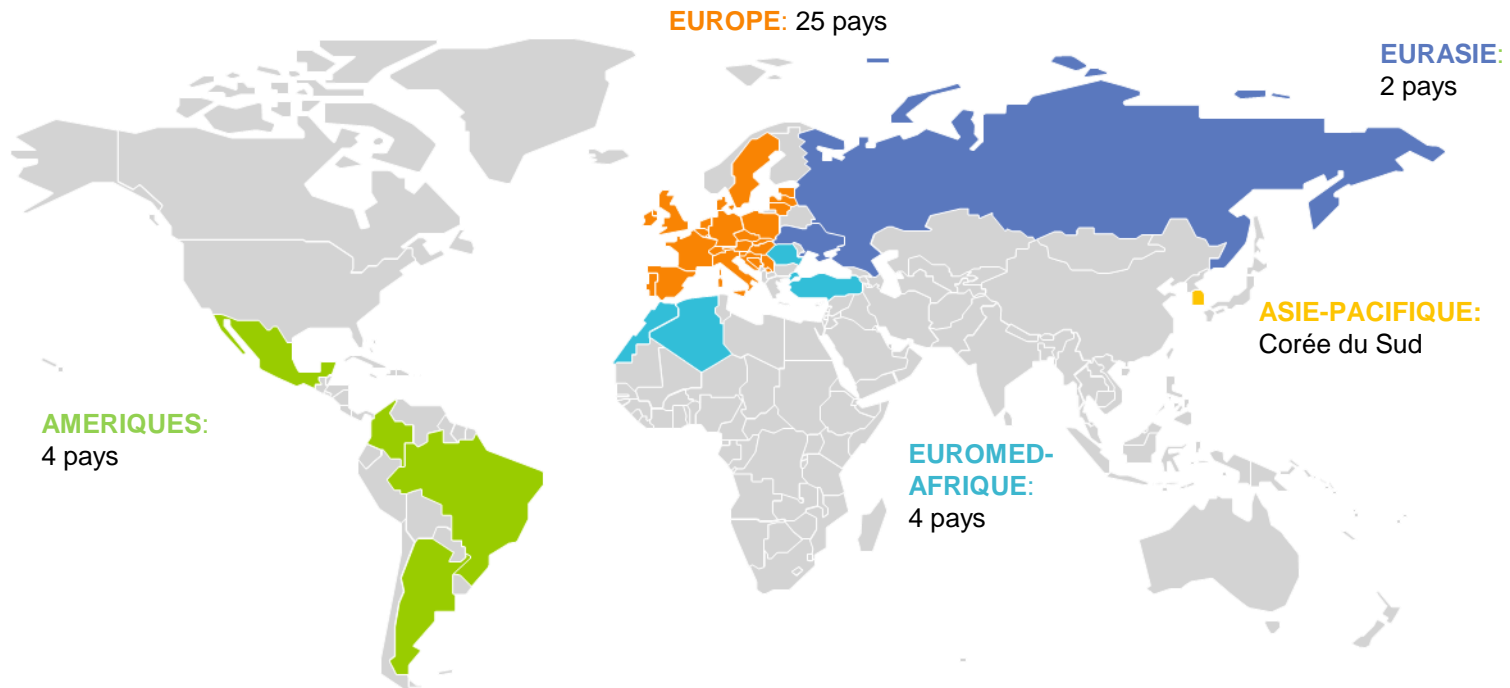 EUROPE: 25 pays
EURASIE:
2 pays
ASIE-PACIFIQUE:
Corée du Sud
AMERIQUES:
4 pays
EUROMED-
AFRIQUE:
4 pays